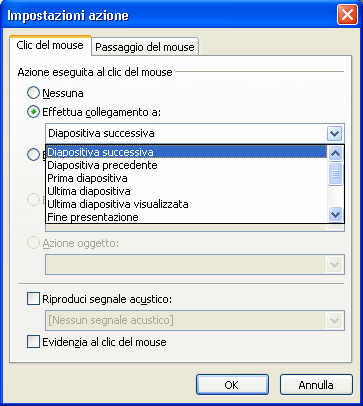 Impostazioni azione
Clic del mouse
Passaggio del mouse
Azione eseguita al clic del mouse
Nessuna
Effettua collegamento a:
Diapositiva successiva
Diapositiva successiva
Diapositiva precedente
Prima diapositiva
Ultima diapositiva
Ultima diapositiva visualizzata
Fine presentazione
Azione oggetto:
Riproduci segnale acustico:
[Nessun segnale acustico]
Evidenzia al clic del mouse
OK
Annulla